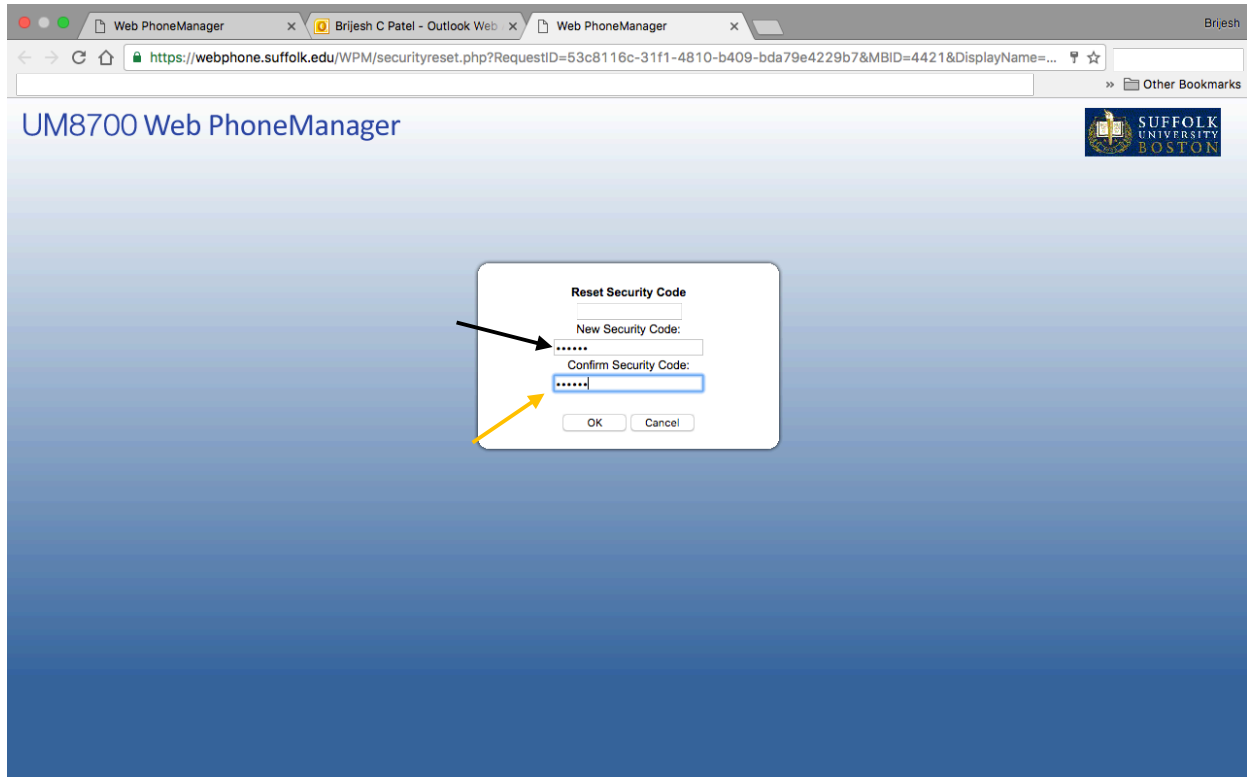 Web PhoneManager
Brijesh C Patel - Outlook Web
Web PhoneManager
Brijesh
https://webphone.suffolk.edu/WPM/securityreset.php?RequestID=53c8116c-31f1-4810-b409-bda79e4229b7&MBID=4421&DisplayName=...
» Other Bookmarks
UM8700 Web PhoneManager
SUFFOLK
UNIVERSITY
BOSTON
Reset Security Code
New Security Code:
••••••
Confirm Security Code:
••••••
OK Cancel